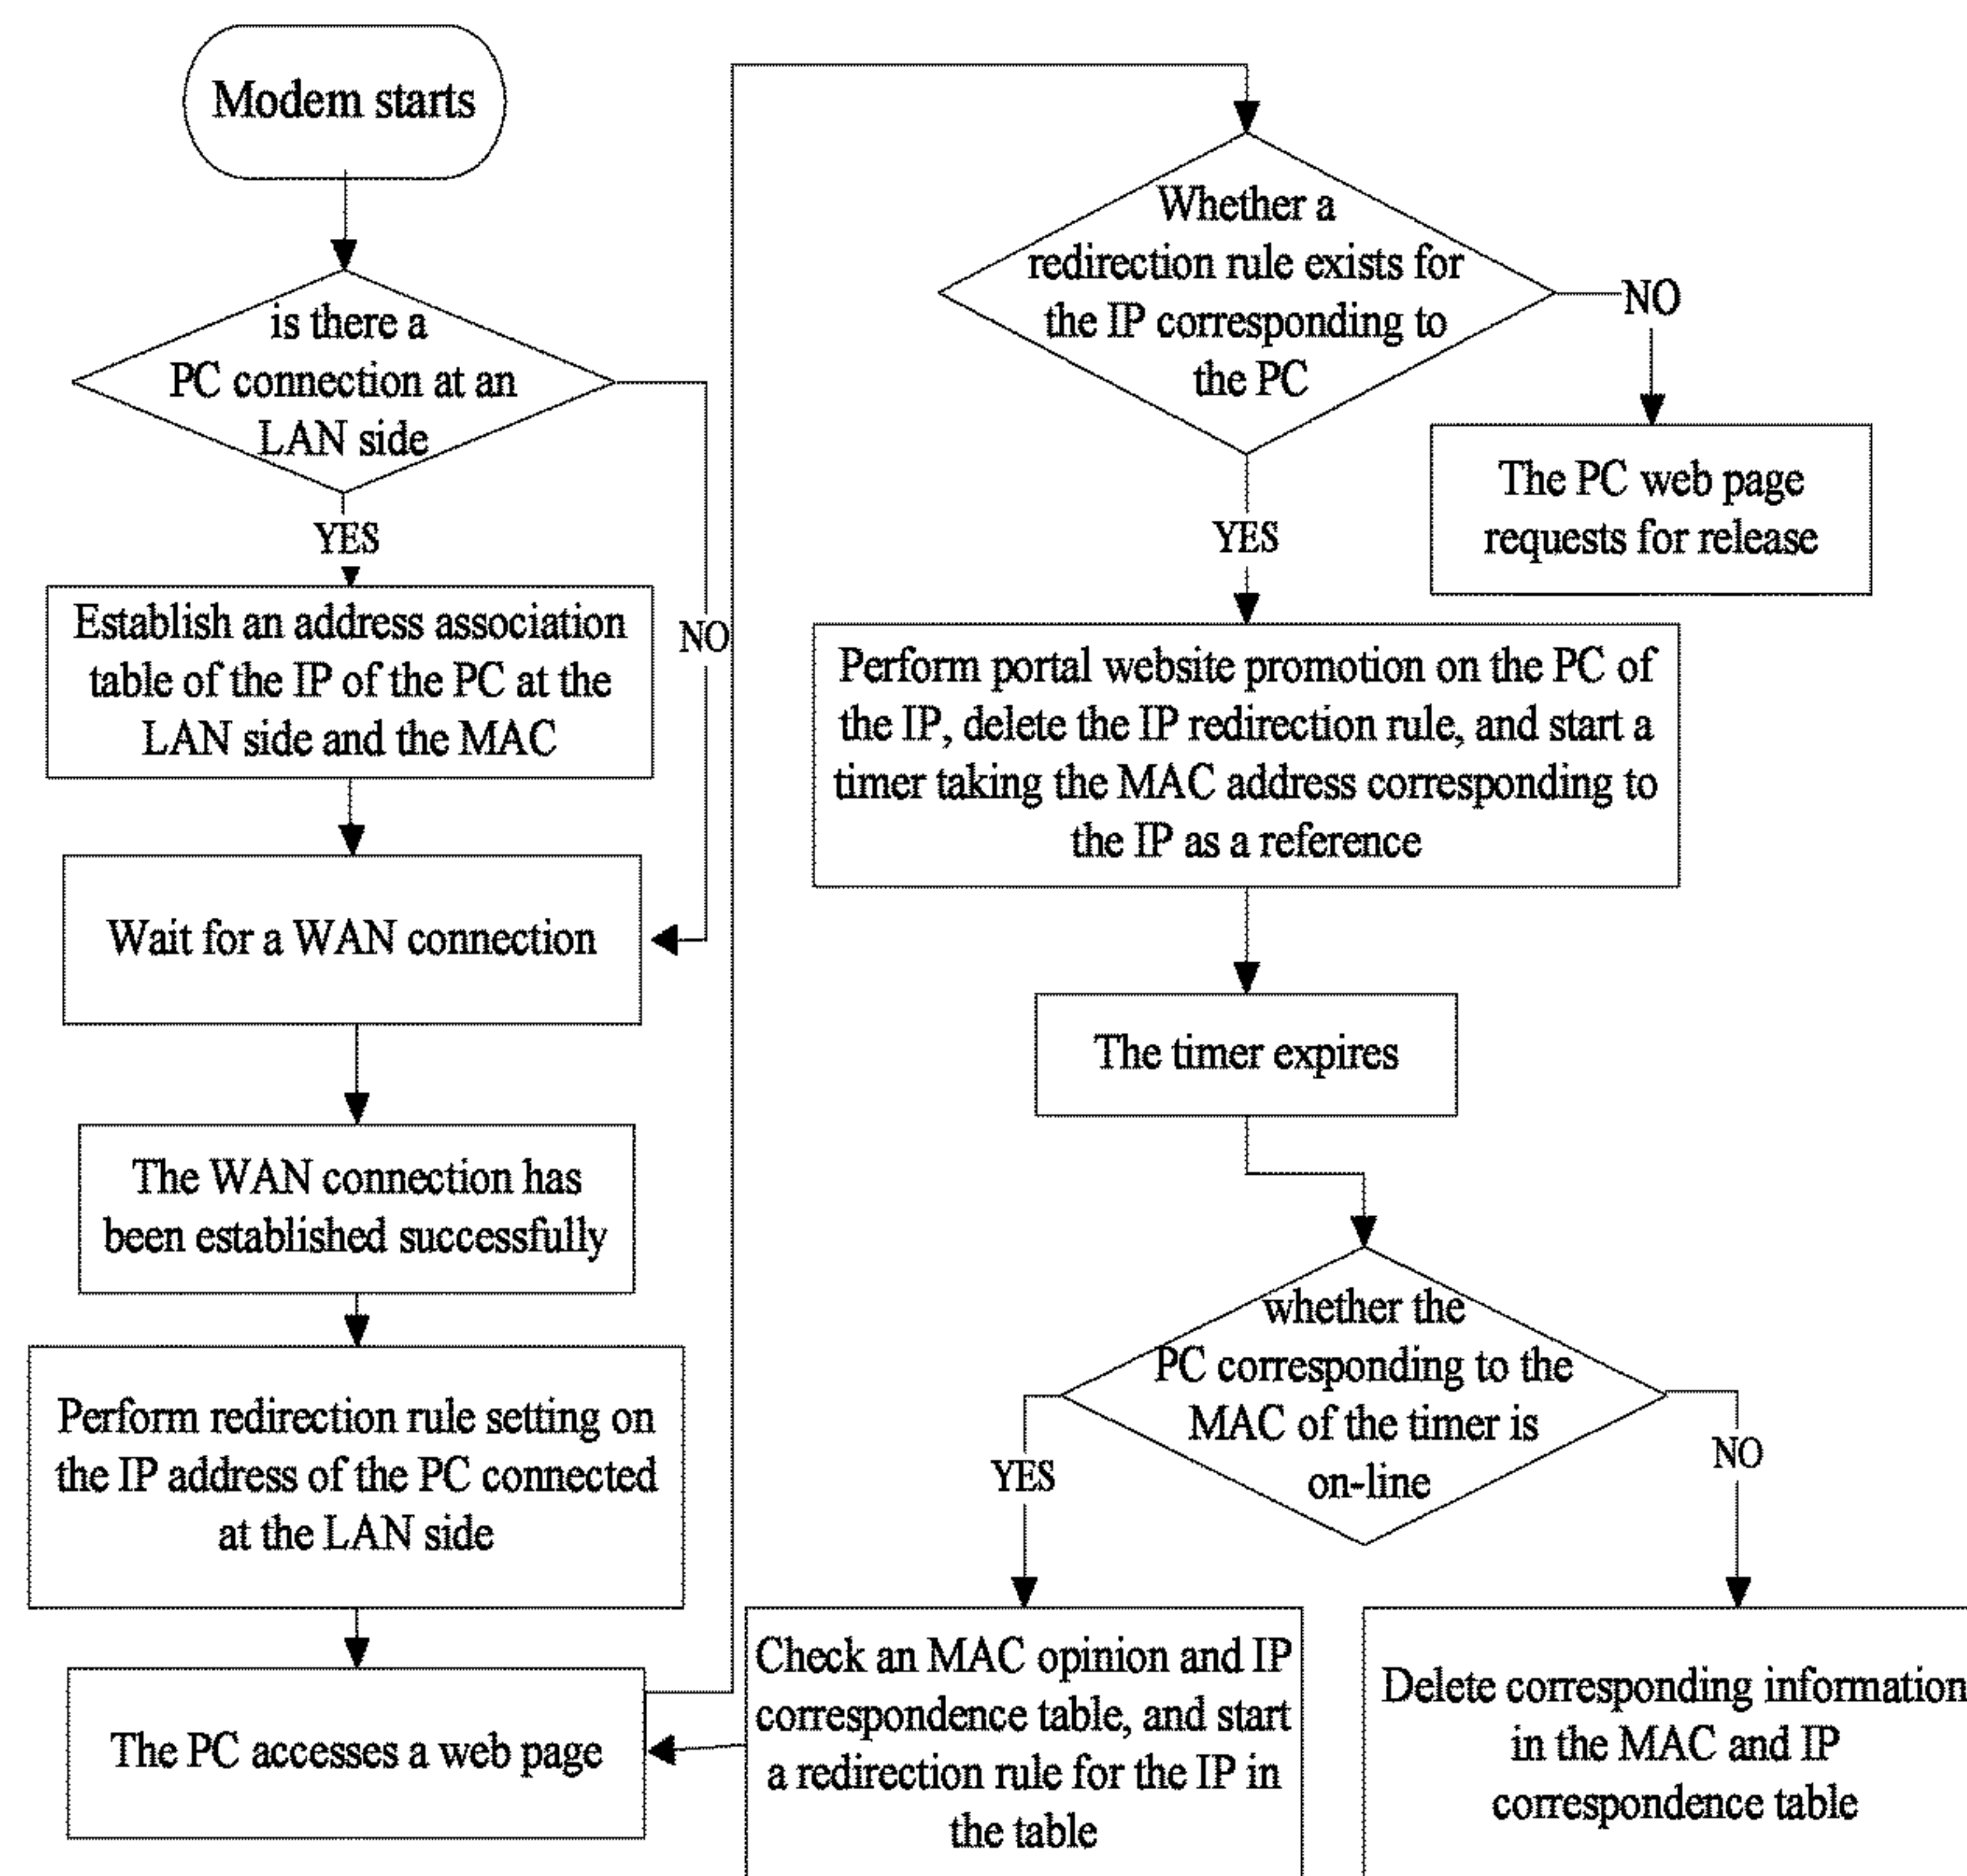 Modem starts
is there a
PC connection at an
LAN side
YES
NO
Establish an address association
table of the IP of the PC at the
LAN side and the MAC
Wait for a WAN connection
The WAN connection has
been established successfully
Perform redirection rule setting on
the IP address of the PC connected
at the LAN side
The PC accesses a web page
Whether a
redirection rule exists for
the IP corresponding to
the PC
NO
The PC web page
requests for release
YES
Perform portal website promotion on the PC of
the IP, delete the IP redirection rule, and start a
timer taking the MAC address corresponding to
the IP as a reference
The timer expires
whether the
PC corresponding to the
MAC of the timer is
on-line
YES
NO
Check an MAC opinion and IP
correspondence table, and start
a redirection rule for the IP in
the table
Delete corresponding information
in the MAC and IP
correspondence table